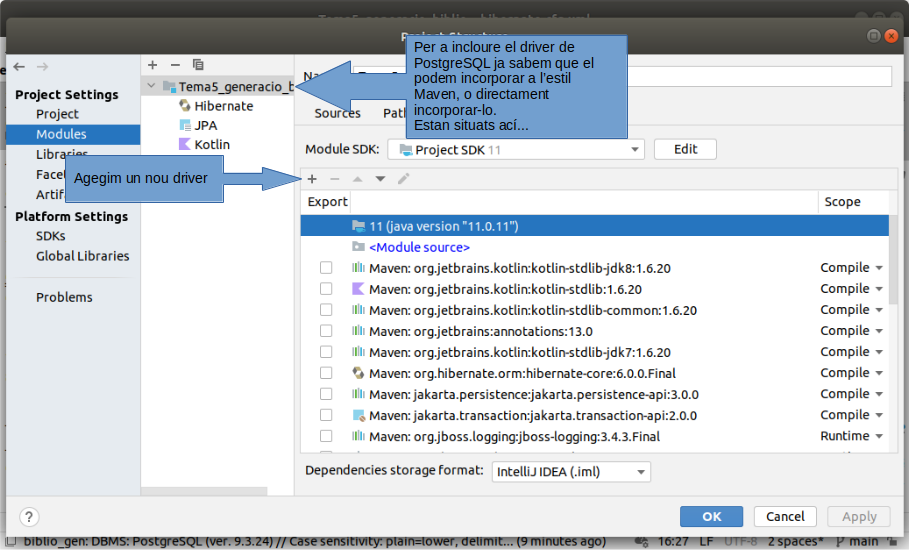 Project Structure
Per a incloure el driver de
PostgreSQL ja sabem que el
podem incorporar a l'estil
Maven, o directament
incorporar-lo.
Estan situats ací...
Agegim un nou driver
Project Settings
Project
Modules
Libraries
Platform Settings
SDKs
Global Libraries
Problems
Tema5_generacio_b
Hibernate
JPA
Kotlin
Sources
Module SDK:
Project SDK 11
Edit
Export
Scope
11 (java version "11.0.11")
<Module source>
Maven: org.jetbrains.kotlin:kotlin-stdlib-jdk8:1.6.20 Compile
Maven: org.jetbrains.kotlin:kotlin-stdlib:1.6.20 Compile
Maven: org.jetbrains.kotlin:kotlin-stdlib-common:1.6.20 Compile
Maven: org.jetbrains:annotations:13.0 Compile
Maven: org.jetbrains.kotlin:kotlin-stdlib-jdk7:1.6.20 Compile
Maven: org.hibernate.orm:hibernate-core:6.0.0.Final Compile
Maven: jakarta.persistence:jakarta.persistence-api:3.0.0 Compile
Maven: jakarta.transaction:jakarta.transaction-api:2.0.0 Compile
Maven: org.jboss.logging:jboss-logging:3.4.3.Final Runtime
Dependencies storage format: IntelliJ IDEA (.iml)
?
OK
Cancel
Apply
biblio_gen: DBMS: PostgreSQL (ver. 9.3.24) // Case sensitivity: plain=lower, delimit... (9 minutes ago) 16:27 LF UTF-8 2 spaces* main